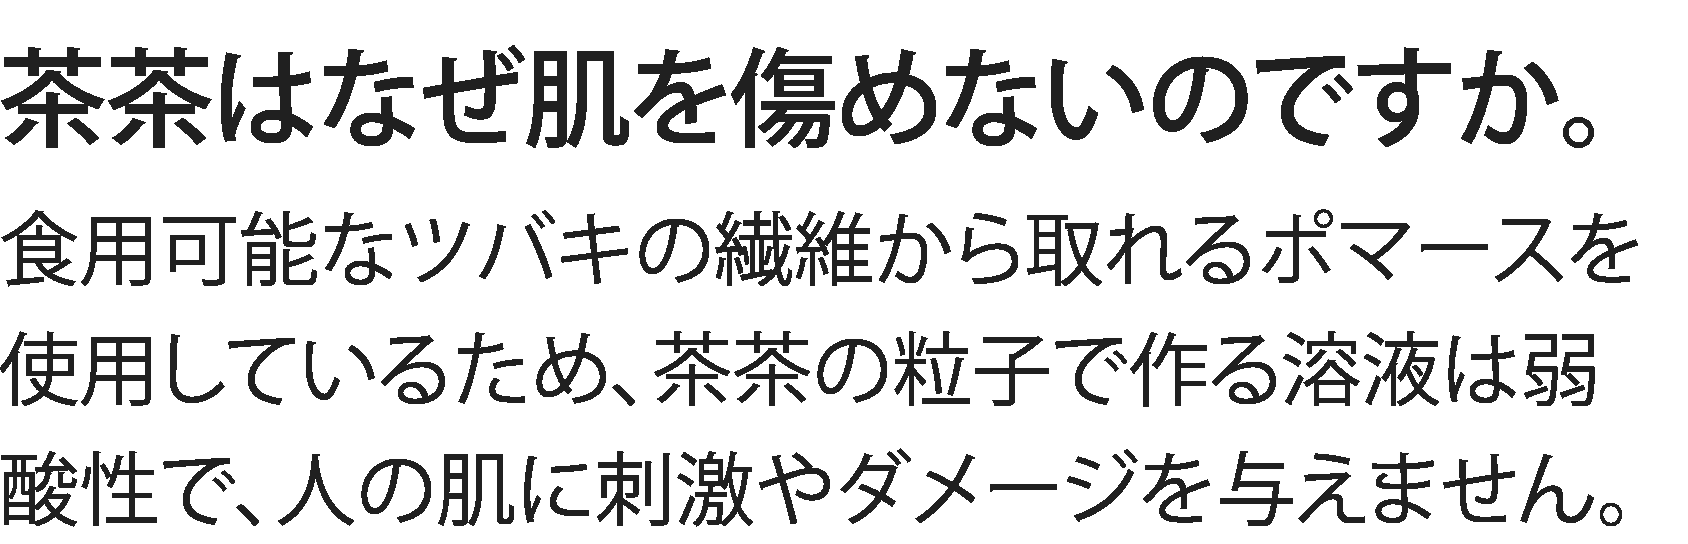 茶茶はなぜ肌を傷めないのですか。
食用可能なツバキの繊維から取れるポマースを
使用しているため、茶茶の粒子で作る溶液は弱
酸性で、人の肌に刺激やダメージを与えません。